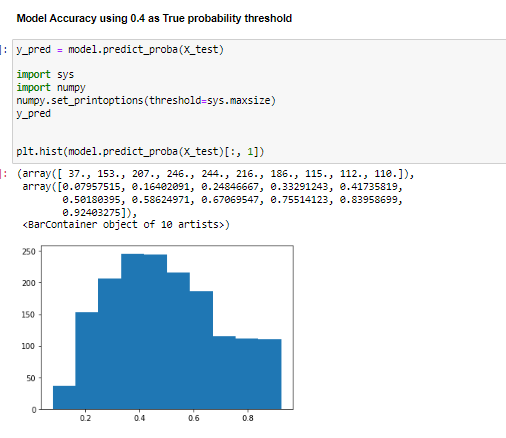 Model Accuracy using 0.4 as True probability threshold
]: y_pred = model.predict_proba(X_test)
import sys
import numpy
numpy.set_printoptions(threshold=sys.maxsize)
y_pred
plt.hist(model.predict_proba(X_test)[:, 1])
]: (array([ 37., 153., 207., 246., 244., 216., 186., 115., 112., 110.]),
array([0.07957515, 0.16402091, 0.24846667, 0.33291243, 0.41735819,
0.50180395, 0.58624971, 0.67069547, 0.75514123, 0.83958699,
0.92403275]),
<BarContainer object of 10 artists>)
250
200
150
100
50
0
0.2 0.4 0.6 0.8